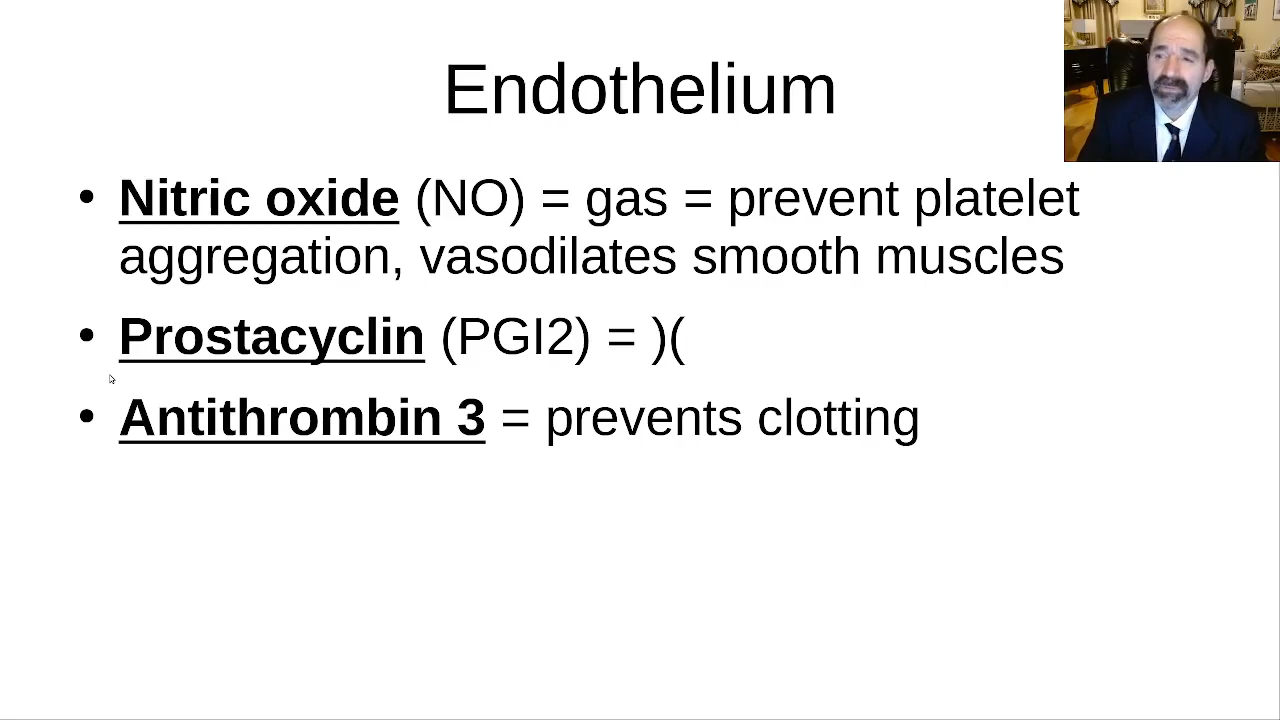 Endothelium
• Nitric oxide (NO) = gas = prevent platelet
aggregation, vasodilates smooth muscles
• Prostacyclin (PGI2) = )(
• Antithrombin 3 = prevents clotting